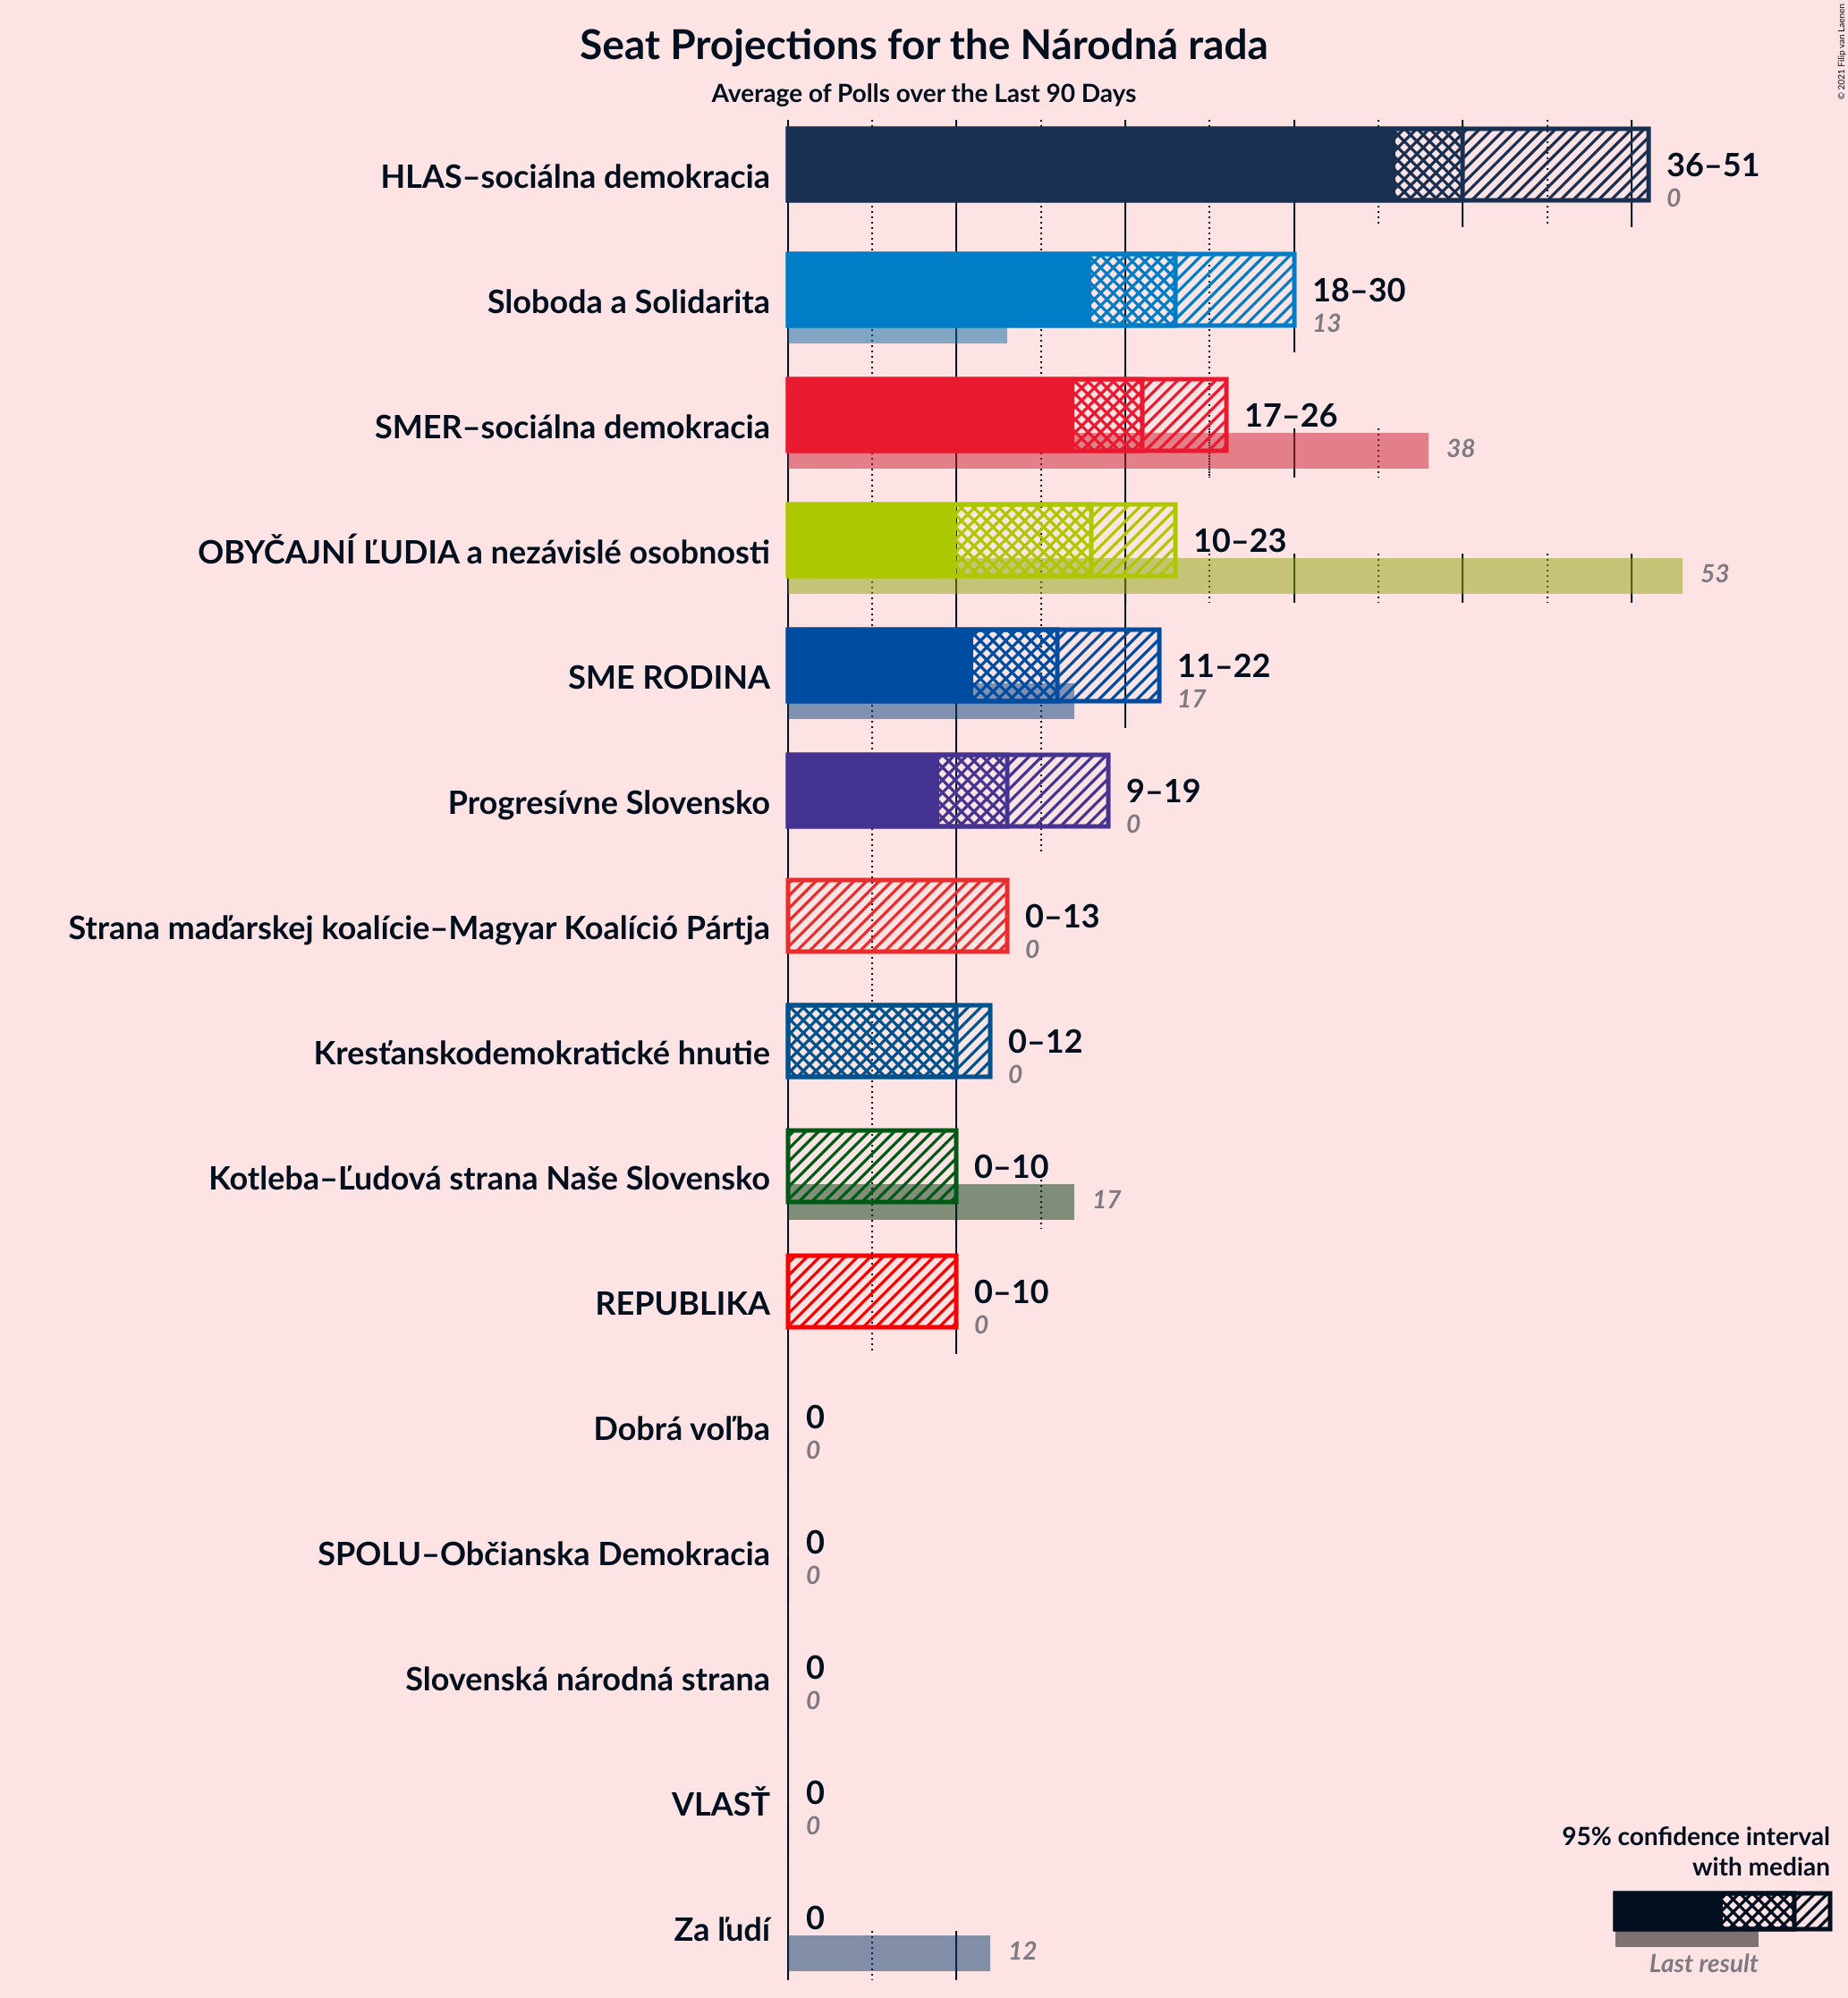 Seat Projections for the Národná rada
Average of Polls over the Last 90 Days
© 2021 Filip van Laenen
HLAS–sociálna demokracia
36–51
0
Sloboda a Solidarita
18–30
13
SMER–sociálna demokracia
17–26
38
OBYČAJNÍ ĽUDIA a nezávislé osobnosti
10–23
53
SME RODINA
11–22
17
Progresívne Slovensko
9–19
0
Strana maďarskej koalície–Magyar Koalíció Pártja
0–13
0
Kresťanskodemokratické hnutie
0–12
0
Kotleba–Ľudová strana Naše Slovensko
0–10
17
REPUBLIKA
0–10
0
Dobrá voľba
0
0
SPOLU–Občianska Demokracia
0
0
Slovenská národná strana
0
0
VLASŤ
0
0
Za ľudí
0
12
95% confidence interval
with median
Last result